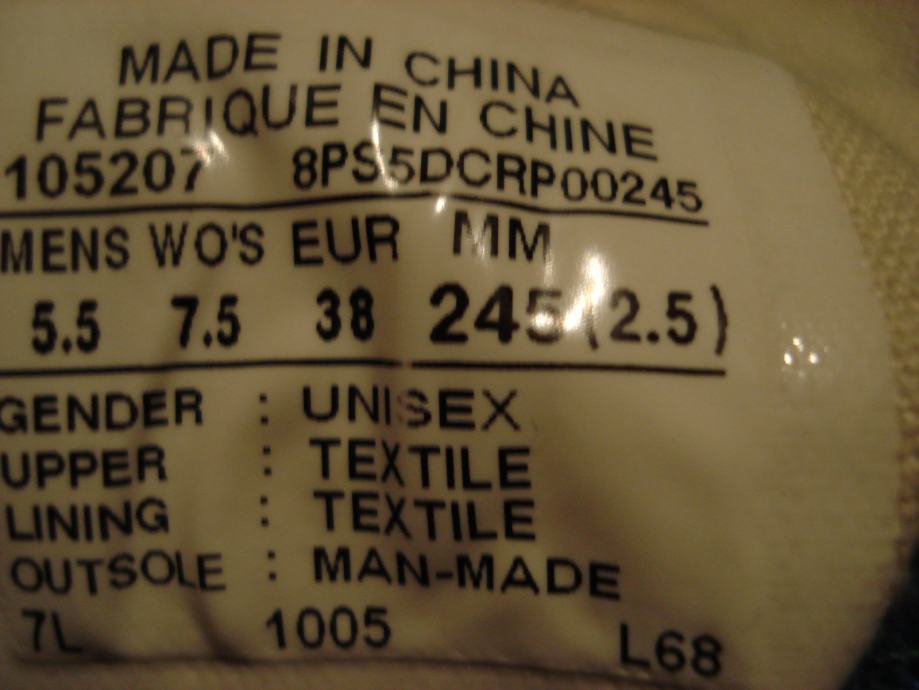 MADE IN CHINA
FABRIQUE EN CHINE
105207 8PS5DCRP00245
MENS WO'S EUR MM
5.5 7.5 38 245(2.5)
GENDER : UNISEX
UPPER : TEXTILE
LINING : TEXTILE
OUTSOLE : MAN-MADE
7L 1005 L68